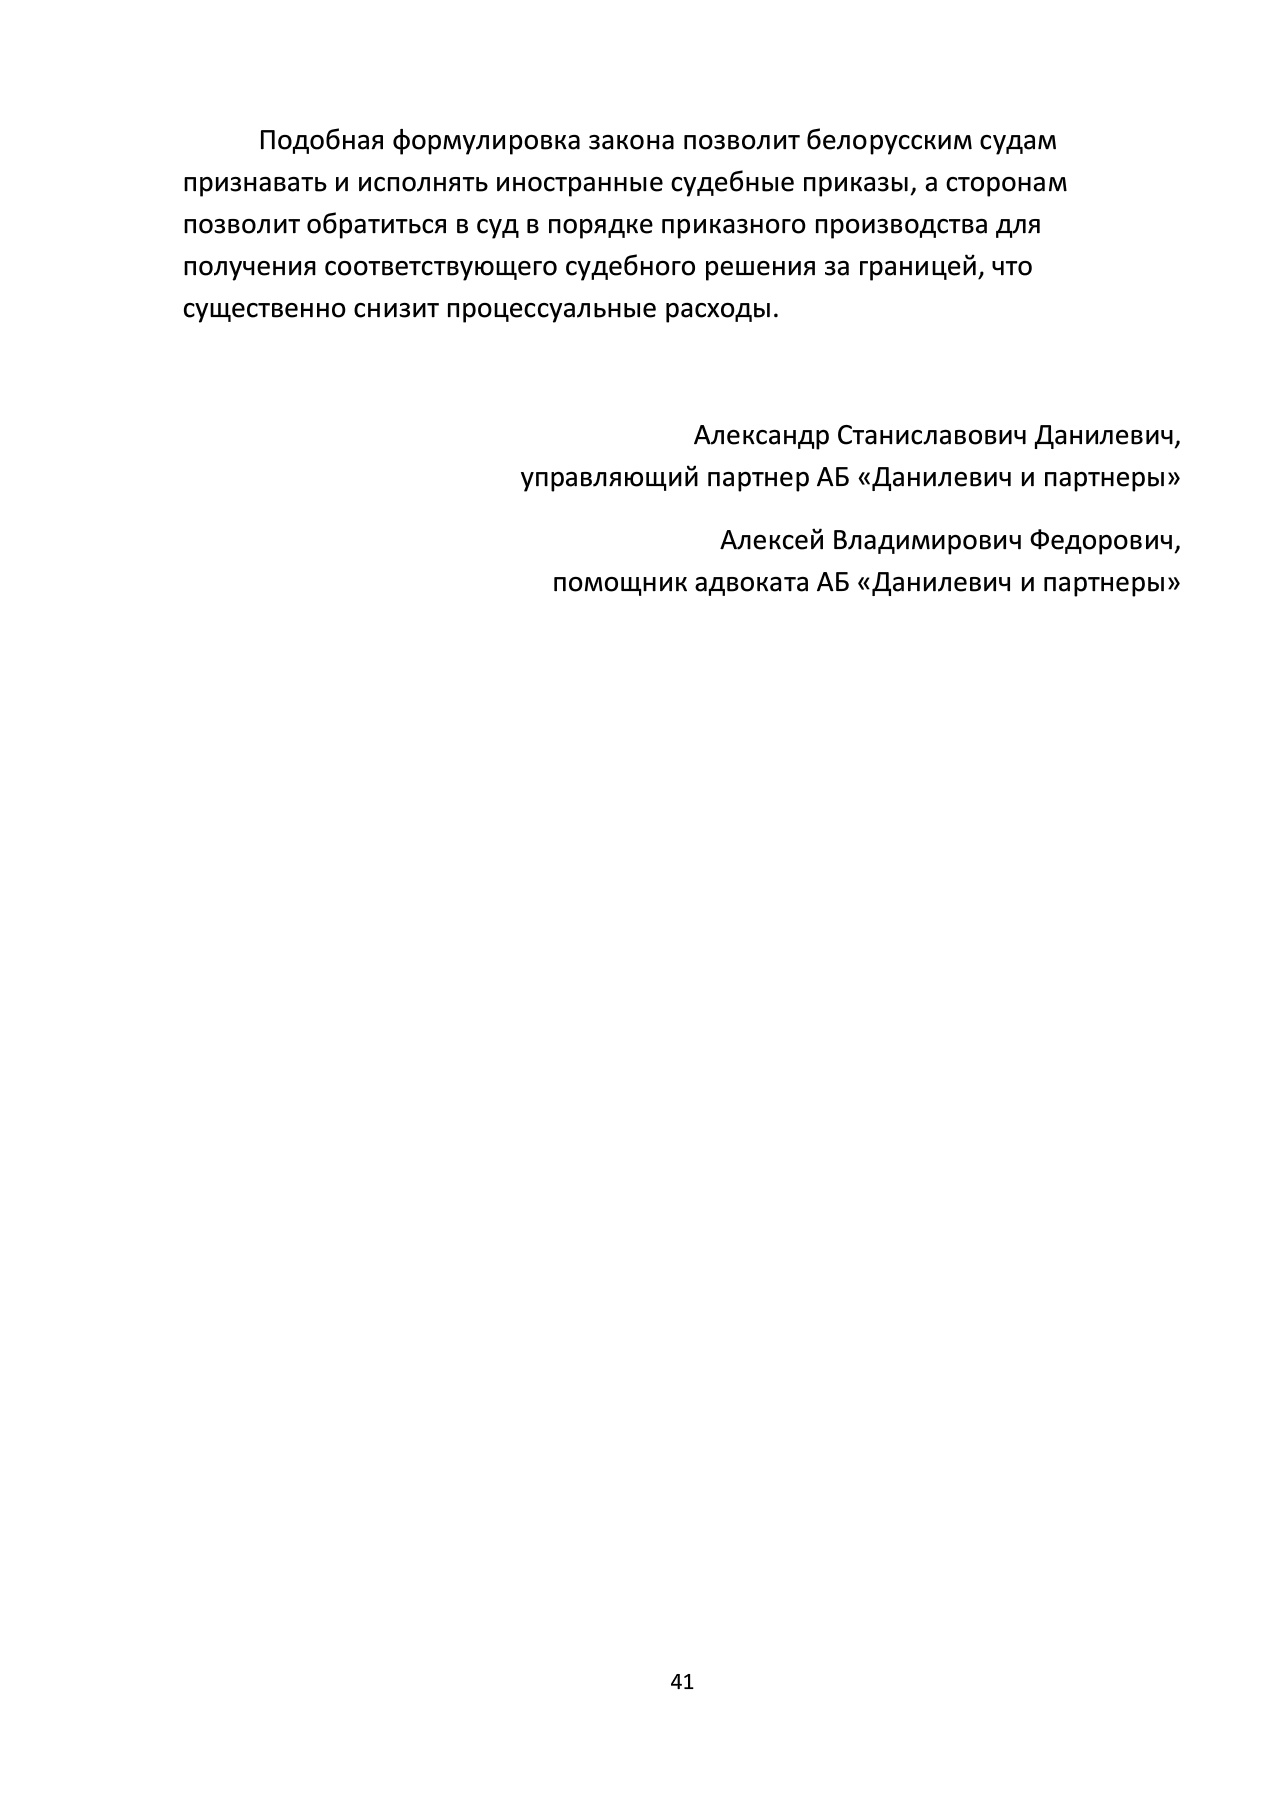 Подобная формулировка закона позволит белорусским судам
признавать и исполнять иностранные судебные приказы, а сторонам
позволит обратиться в суд в порядке приказного производства для
получения соответствующего судебного решения за границей, что
существенно снизит процессуальные расходы.
Александр Станиславович Данилевич,
управляющий партнер АБ «Данилевич и партнеры»
Алексей Владимирович Федорович,
помощник адвоката АБ «Данилевич и партнеры»
41